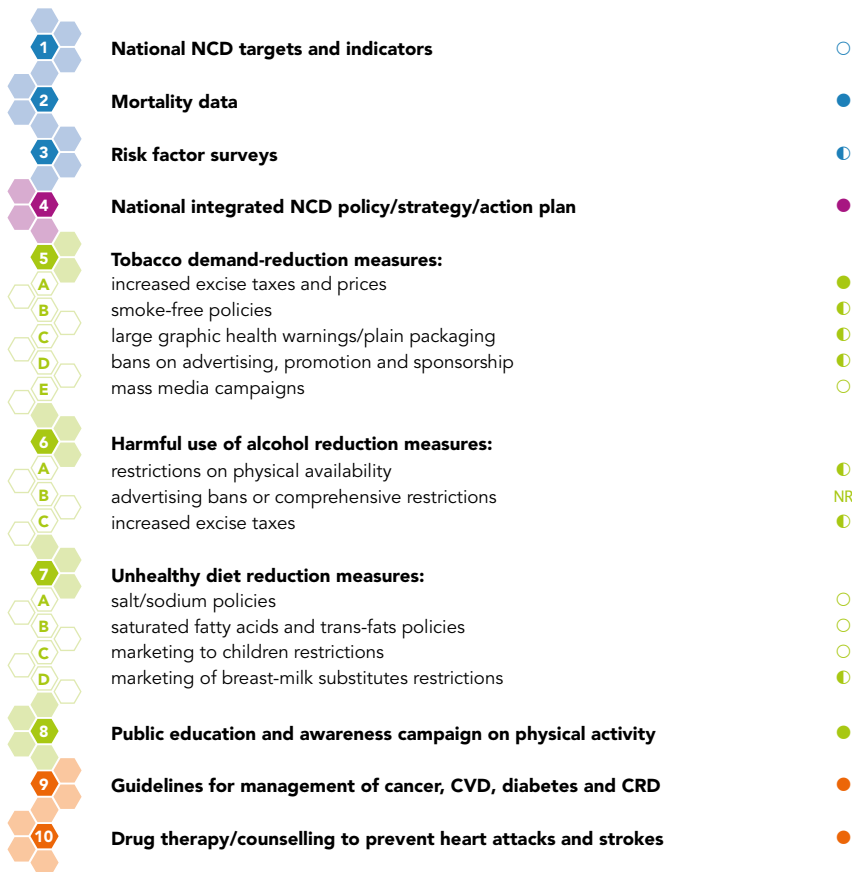 1 National NCD targets and indicators ○
2 Mortality data ●
3 Risk factor surveys ◐
4 National integrated NCD policy/strategy/action plan ●
5 Tobacco demand-reduction measures:
A increased excise taxes and prices ●
B smoke-free policies ◐
C large graphic health warnings/plain packaging ◐
D bans on advertising, promotion and sponsorship ◐
E mass media campaigns ○
6 Harmful use of alcohol reduction measures:
A restrictions on physical availability ◐
B advertising bans or comprehensive restrictions NR
C increased excise taxes ◐
7 Unhealthy diet reduction measures:
A salt/sodium policies ○
B saturated fatty acids and trans-fats policies ○
C marketing to children restrictions ○
D marketing of breast-milk substitutes restrictions ◐
8 Public education and awareness campaign on physical activity ●
9 Guidelines for management of cancer, CVD, diabetes and CRD ●
10 Drug therapy/counselling to prevent heart attacks and strokes ●